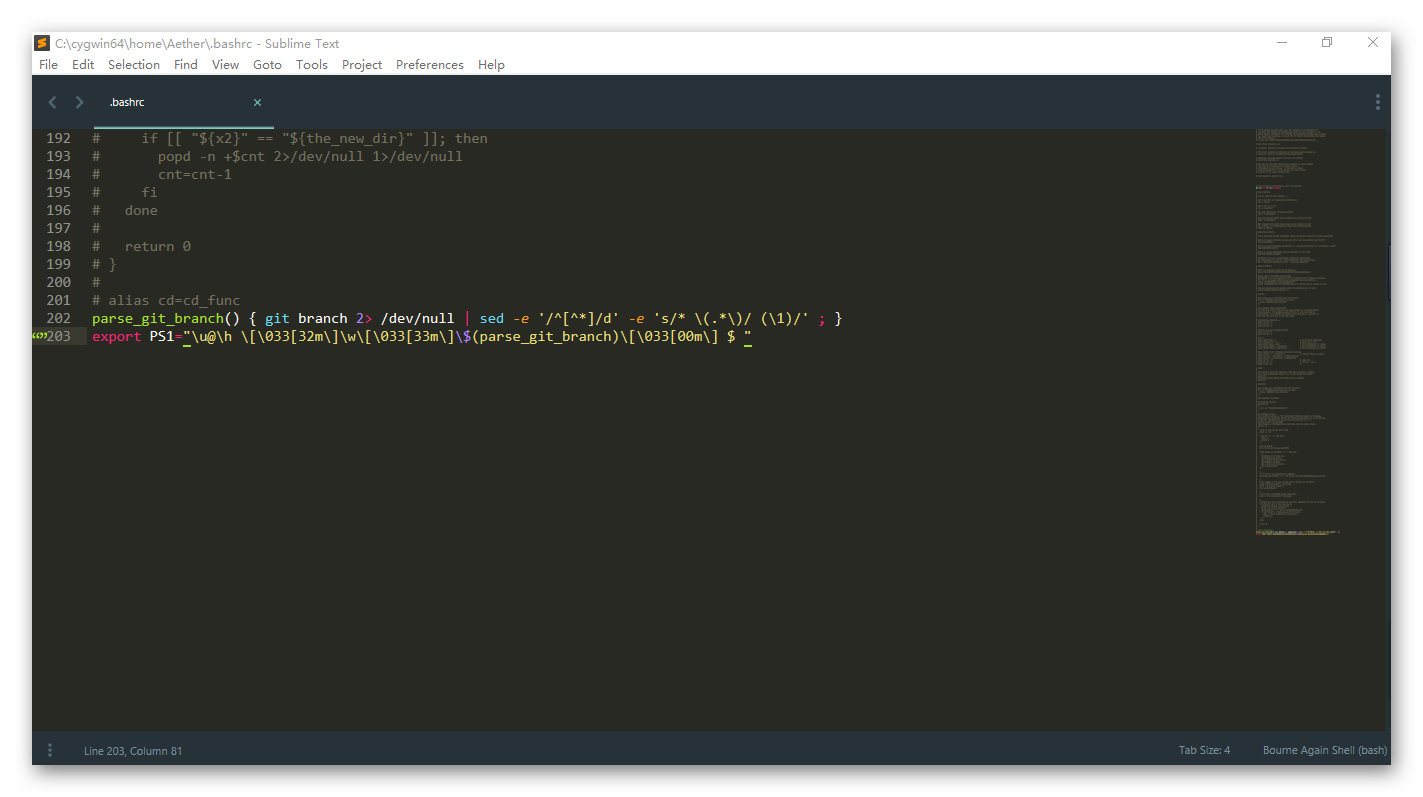 C:\cygwin64\home\Aether\.bashrc - Sublime Text
File Edit Selection Find View Goto Tools Project Preferences Help
.bashrc
192 #     if [[ "${x2}" == "${the_new_dir}" ]]; then
193 #       popd -n +$cnt 2>/dev/null 1>/dev/null
194 #       cnt=cnt-1
195 #     fi
196 #   done
197 #
198 #   return 0
199 # }
200 #
201 # alias cd=cd_func
202 parse_git_branch() { git branch 2> /dev/null | sed -e '/^[^*]/d' -e 's/* \(.*\)/ (\1)/' ; }
203 export PS1="\u@\h \[\033[32m\]\w\[\033[33m\]\$(parse_git_branch)\[\033[00m\] $ "
Line 203, Column 81
Tab Size: 4
Bourne Again Shell (bash)